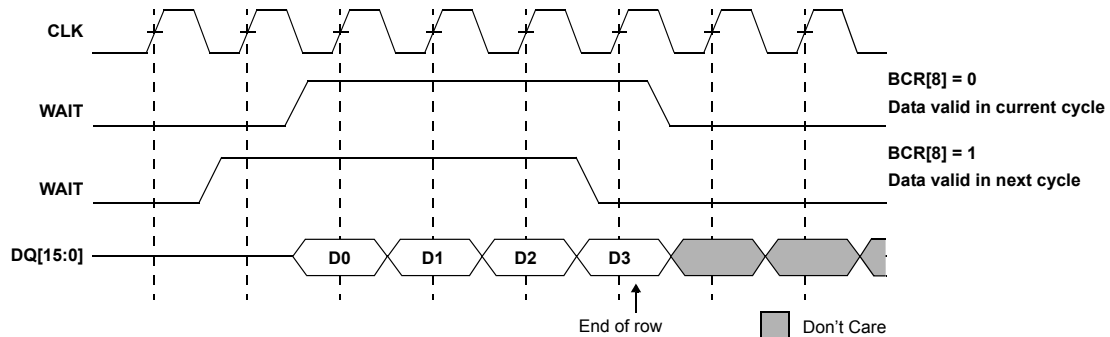 CLK
BCR[8] = 0
WAIT
Data valid in current cycle
BCR[8] = 1
WAIT
Data valid in next cycle
DQ[15:0] D0 D1 D2 D3
End of row
Don't Care